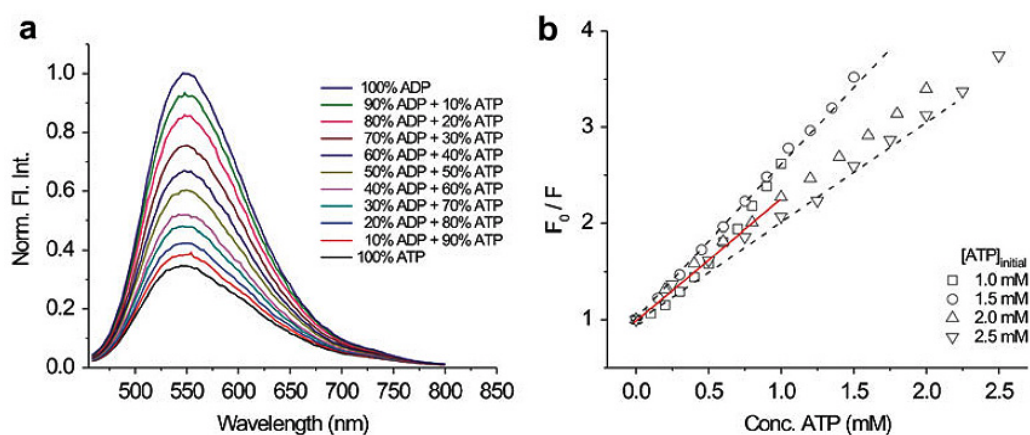 a
Norm. Fl. Int.
1.0
0.8
0.6
0.4
0.2
0.0
500 550 600 650 700 750 800 850
Wavelength (nm)
100% ADP
90% ADP + 10% ATP
80% ADP + 20% ATP
70% ADP + 30% ATP
60% ADP + 40% ATP
50% ADP + 50% ATP
40% ADP + 60% ATP
30% ADP + 70% ATP
20% ADP + 80% ATP
10% ADP + 90% ATP
100% ATP
b
F0 / F
4
3
2
1
0.0 0.5 1.0 1.5 2.0 2.5
Conc. ATP (mM)
[ATP]initial
1.0 mM
1.5 mM
2.0 mM
2.5 mM